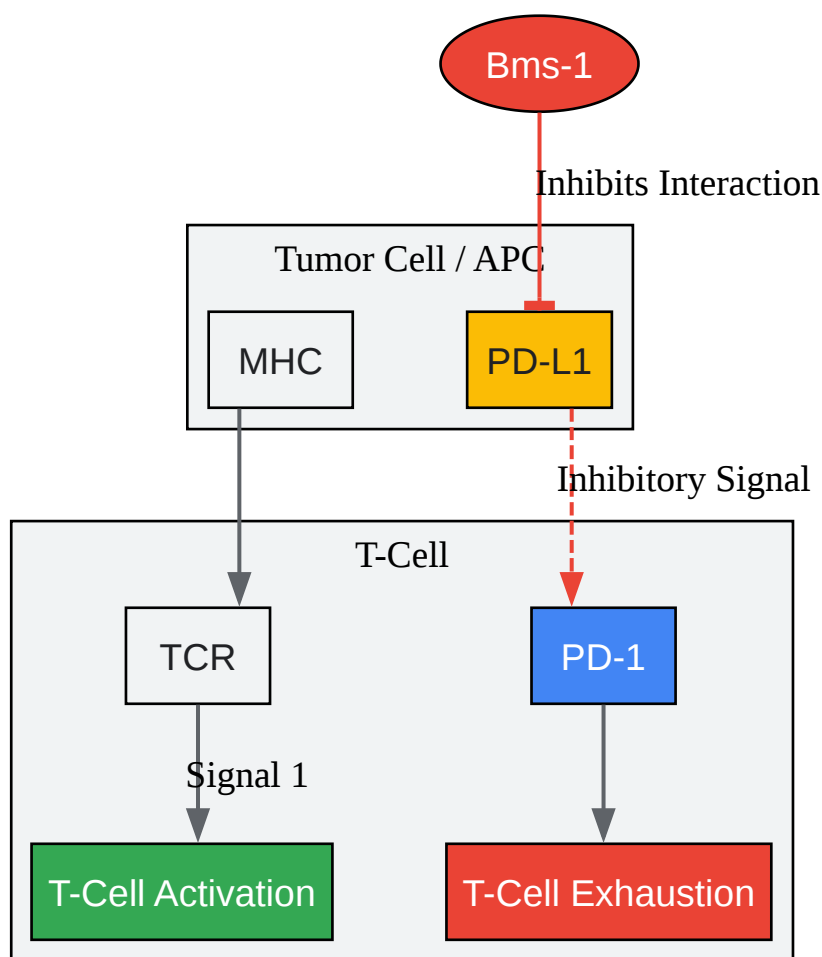 Bms-1
Inhibits Interaction
Tumor Cell / APC
MHC
PD-L1
Inhibitory Signal
T-Cell
TCR
PD-1
Signal 1
T-Cell Activation
T-Cell Exhaustion